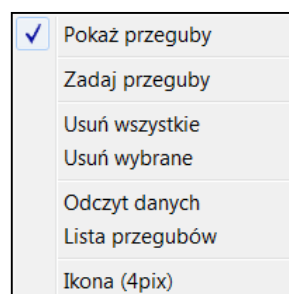 Pokaż przeguby
Zadaj przeguby
Usuń wszystkie
Usuń wybrane
Odczyt danych
Lista przegubów
Ikona (4pix)